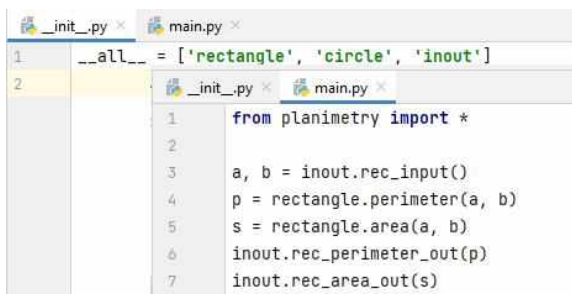 __init__.py × main.py ×
1 __all__ = ['rectangle', 'circle', 'inout']
2
__init__.py × main.py ×
1 from planimetry import *
2
3 a, b = inout.rec_input()
4 p = rectangle.perimeter(a, b)
5 s = rectangle.area(a, b)
6 inout.rec_perimeter_out(p)
7 inout.rec_area_out(s)